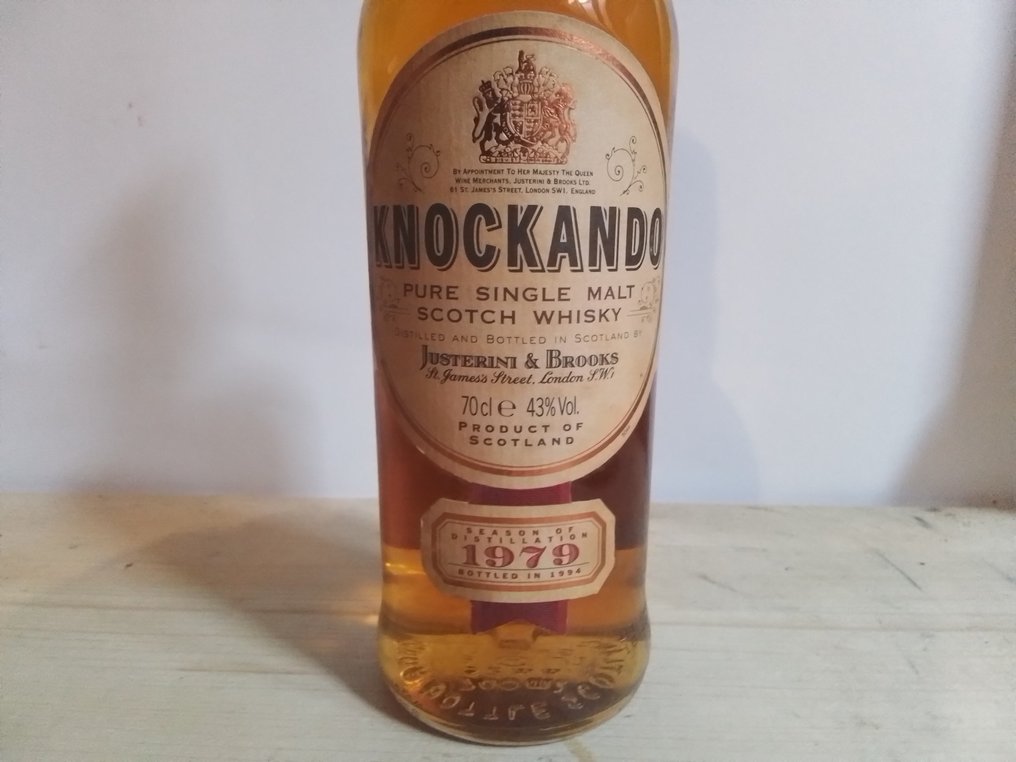 BY APPOINTMENT TO HER MAJESTY THE QUEEN
WINE MERCHANTS, JUSTERINI & BROOKS LTD.
61 ST. JAMES'S STREET, LONDON SW1, ENGLAND
KNOCKANDO
PURE SINGLE MALT
SCOTCH WHISKY
DISTILLED AND BOTTLED IN SCOTLAND BY
JUSTERINI & BROOKS
St. James's Street, London S.W.1
70 cl e 43% Vol.
PRODUCT OF
SCOTLAND
SEASON OF
DISTILLATION
1979
BOTTLED IN 1994